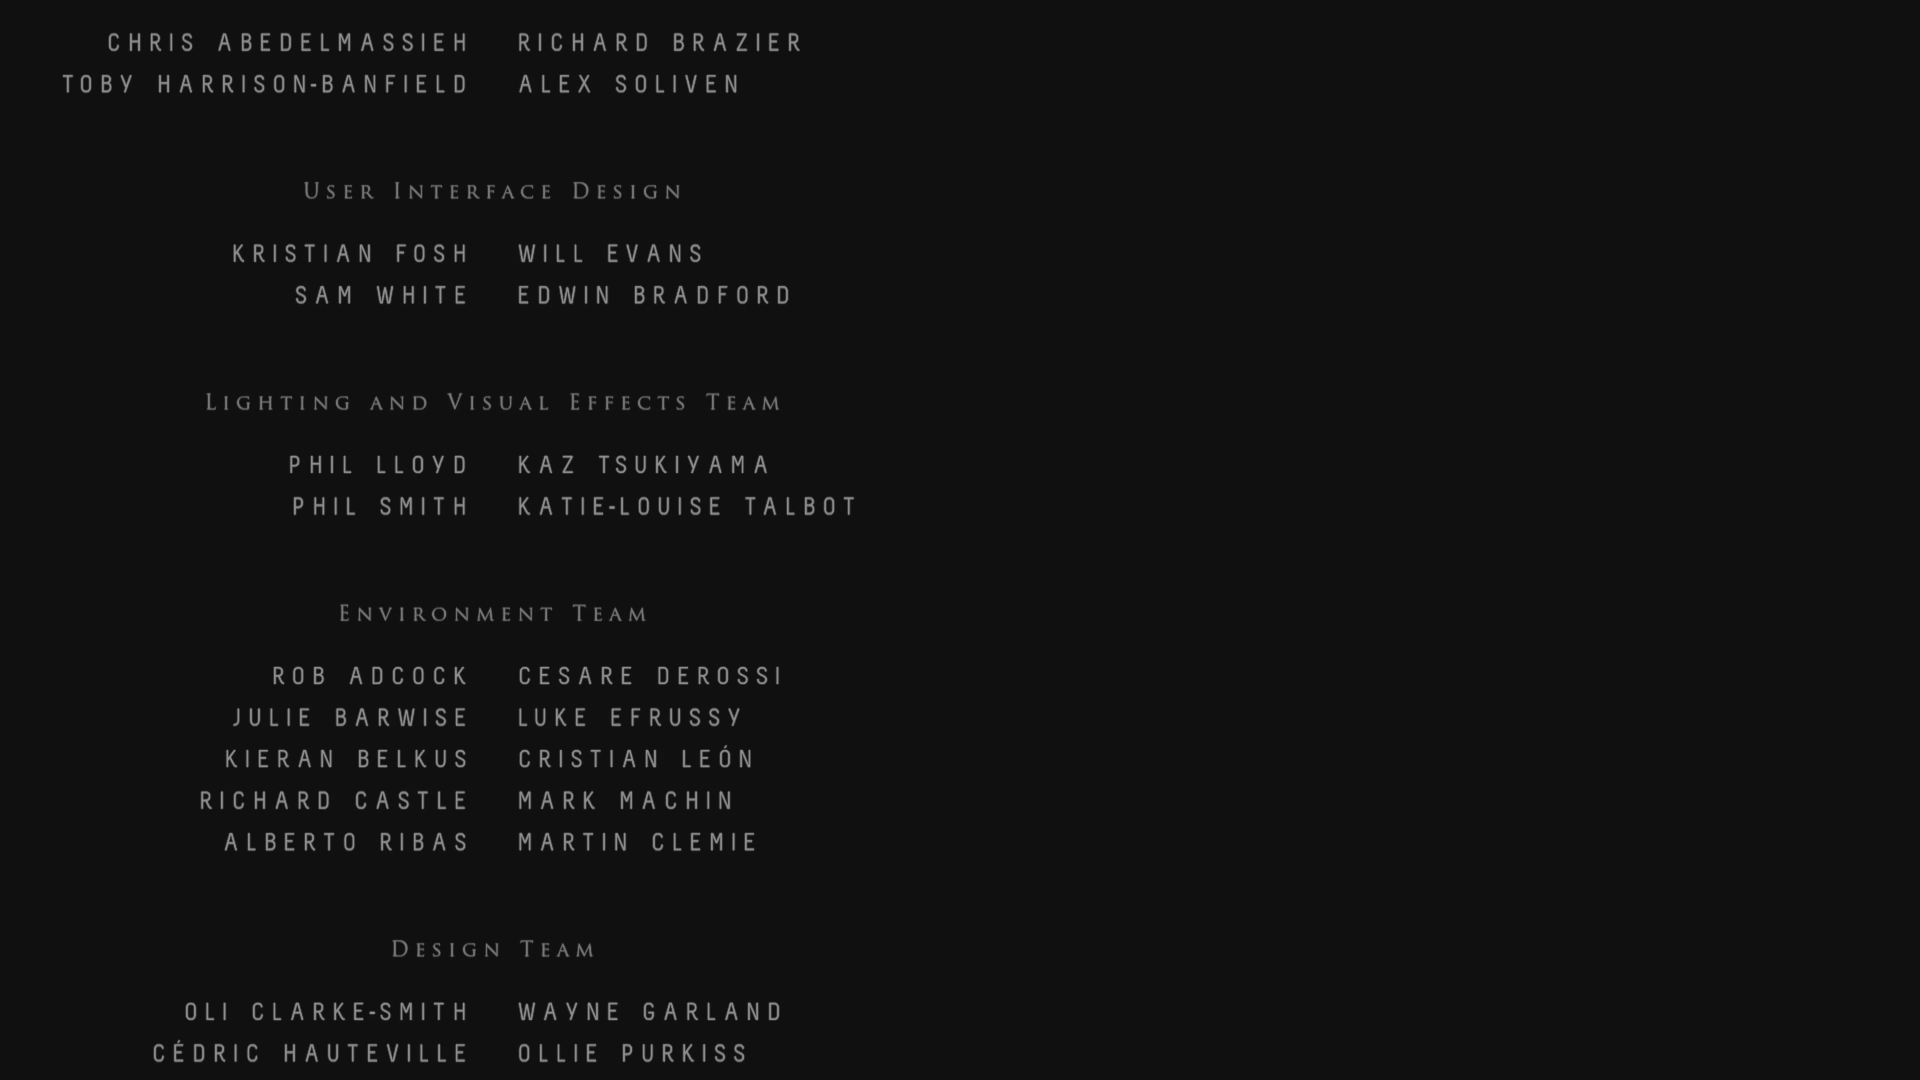 CHRIS ABEDELMASSIEH RICHARD BRAZIER
TOBY HARRISON-BANFIELD ALEX SOLIVEN
User Interface Design
KRISTIAN FOSH WILL EVANS
SAM WHITE EDWIN BRADFORD
Lighting and Visual Effects Team
PHIL LLOYD KAZ TSUKIYAMA
PHIL SMITH KATIE-LOUISE TALBOT
Environment Team
ROB ADCOCK CESARE DEROSSI
JULIE BARWISE LUKE EFRUSSY
KIERAN BELKUS CRISTIAN LEÓN
RICHARD CASTLE MARK MACHIN
ALBERTO RIBAS MARTIN CLEMIE
Design Team
OLI CLARKE-SMITH WAYNE GARLAND
CÉDRIC HAUTEVILLE OLLIE PURKISS